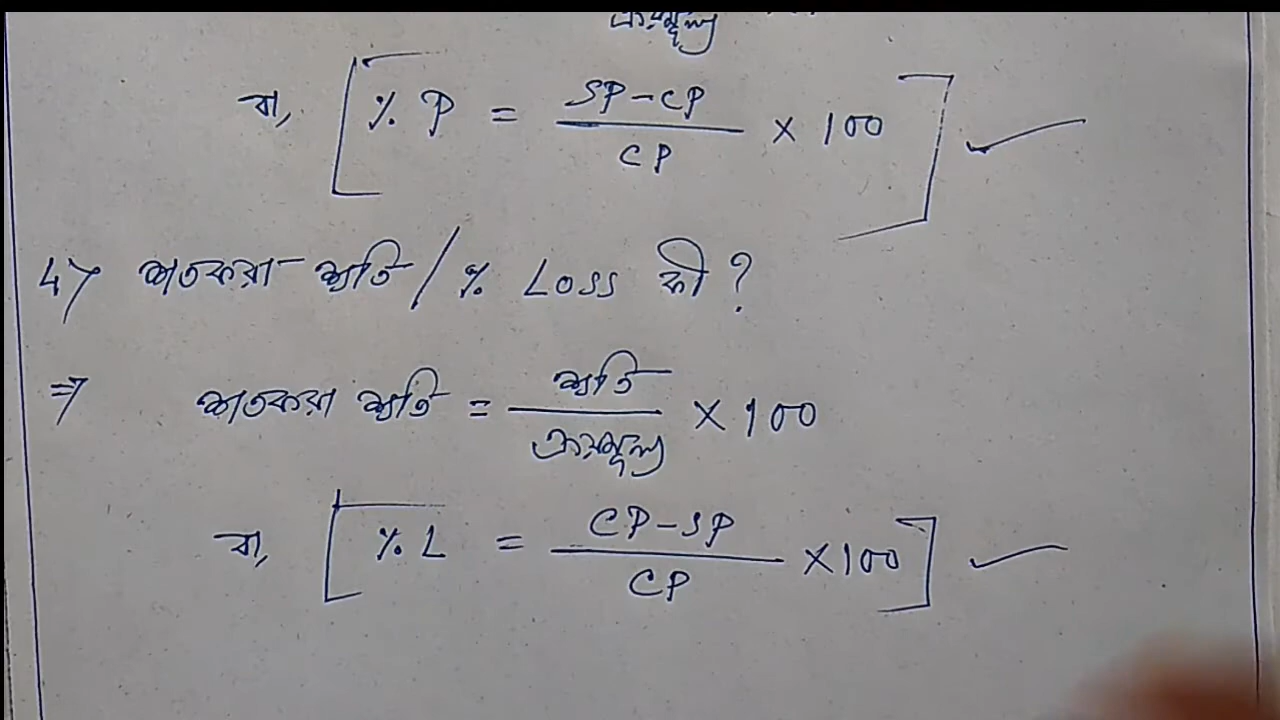 ক্রয়মূল্য
বা, [% P = SP-CP / CP × 100] ✓
4> শতকরা ক্ষতি / % Loss কী ?
⇒ শতকরা ক্ষতি = ক্ষতি / ক্রয়মূল্য × 100
বা, [% L = CP-SP / CP × 100] ✓